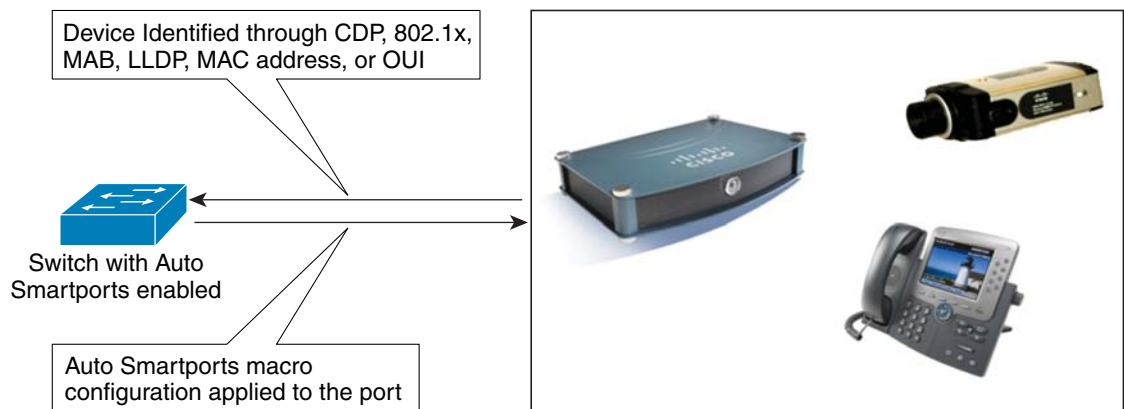 Device Identified through CDP, 802.1x,
MAB, LLDP, MAC address, or OUI
CISCO
Switch with Auto
Smartports enabled
Auto Smartports macro
configuration applied to the port